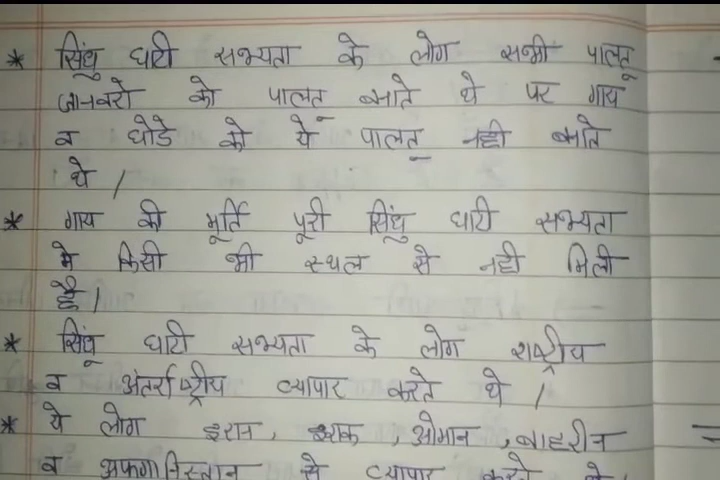 * सिंधु घाटी सभ्यता के लोग सभी पालतू
जानवरो को पालतू बनाते थे पर गाय
व घोडे को ये पालतू नही बनाते
थे /
* गाय की मूर्ति पूरी सिंधु घाटी सभ्यता
मे किसी भी स्थल से नही मिली
है /
* सिंधू घाटी सभ्यता के लोग राष्ट्रीय
व अंतर्राष्ट्रीय व्यापार करते थे /
* ये लोग इरान, इराक, ओमान, बाहरीन
व अफगानिस्तान से व्यापार करते थे /